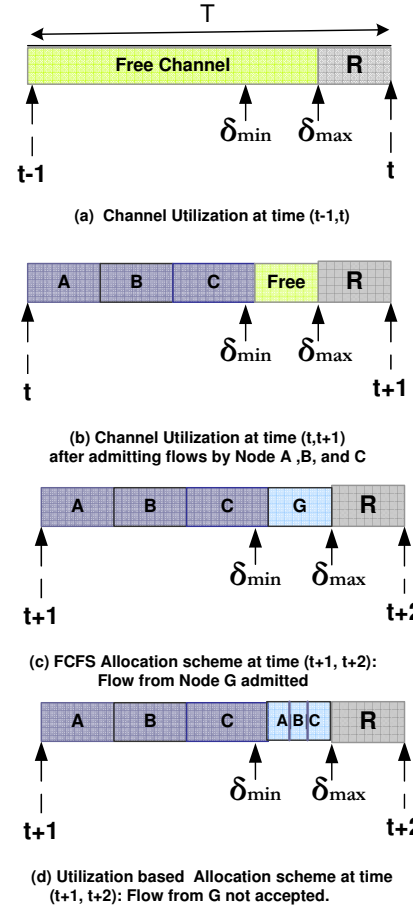 T
Free Channel R
δmin δmax
t-1 t
(a) Channel Utilization at time (t-1,t)
A B C Free R
δmin δmax
t t+1
(b) Channel Utilization at time (t,t+1)
after admitting flows by Node A ,B, and C
A B C G R
δmin δmax
t+1 t+2
(c) FCFS Allocation scheme at time (t+1, t+2):
Flow from Node G admitted
A B C A B C R
δmin δmax
t+1 t+2
(d) Utilization based Allocation scheme at time
(t+1, t+2): Flow from G not accepted.